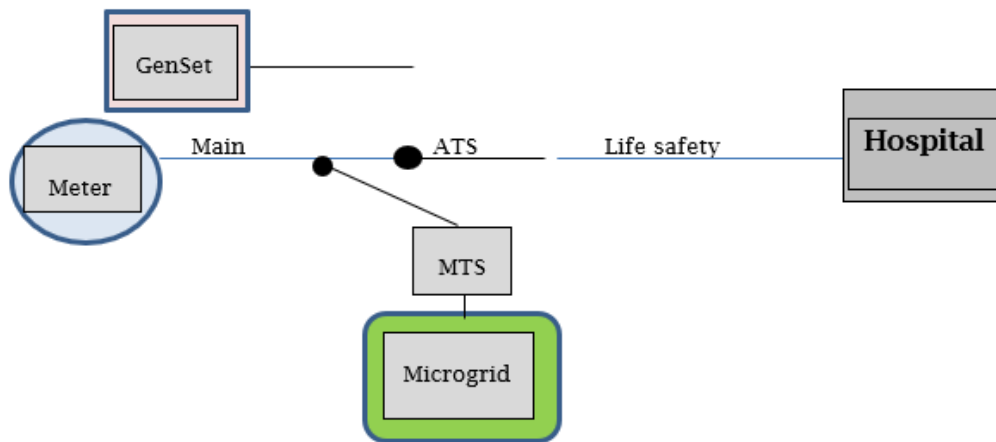 GenSet
Main
ATS
Life safety
Hospital
Meter
MTS
Microgrid